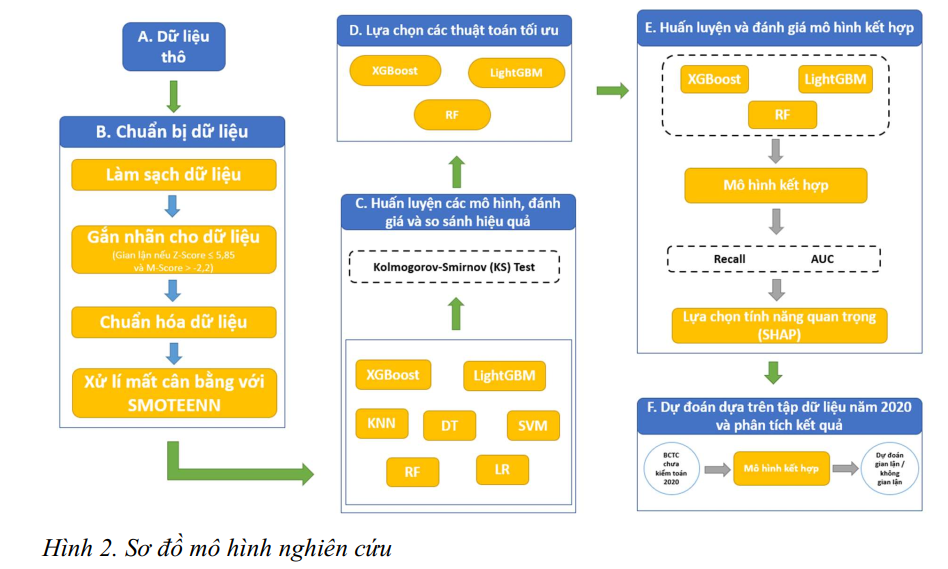 A. Dữ liệu
thô
B. Chuẩn bị dữ liệu
Làm sạch dữ liệu
Gắn nhãn cho dữ liệu
(Gian lận nếu Z-Score ≤ 5,85
và M-Score > -2,2)
Chuẩn hóa dữ liệu
Xử lí mất cân bằng với
SMOTEENN
C. Huấn luyện các mô hình, đánh
giá và so sánh hiệu quả
Kolmogorov-Smirnov (KS) Test
XGBoost
LightGBM
KNN
DT
SVM
RF
LR
D. Lựa chọn các thuật toán tối ưu
XGBoost
LightGBM
RF
E. Huấn luyện và đánh giá mô hình kết hợp
XGBoost
LightGBM
RF
Mô hình kết hợp
Recall
AUC
Lựa chọn tính năng quan trọng
(SHAP)
F. Dự đoán dựa trên tập dữ liệu năm 2020
và phân tích kết quả
BCTC
chưa
kiểm toán
2020
Mô hình kết hợp
Dự đoán
gian lận /
không
gian lận
Hình 2. Sơ đồ mô hình nghiên cứu